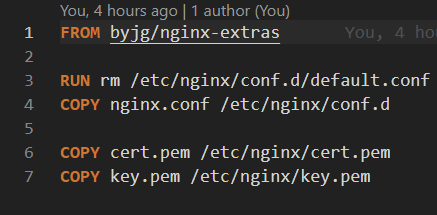 You, 4 hours ago | 1 author (You)
1 FROM byjg/nginx-extras You, 4 hou
2
3 RUN rm /etc/nginx/conf.d/default.conf
4 COPY nginx.conf /etc/nginx/conf.d
5
6 COPY cert.pem /etc/nginx/cert.pem
7 COPY key.pem /etc/nginx/key.pem